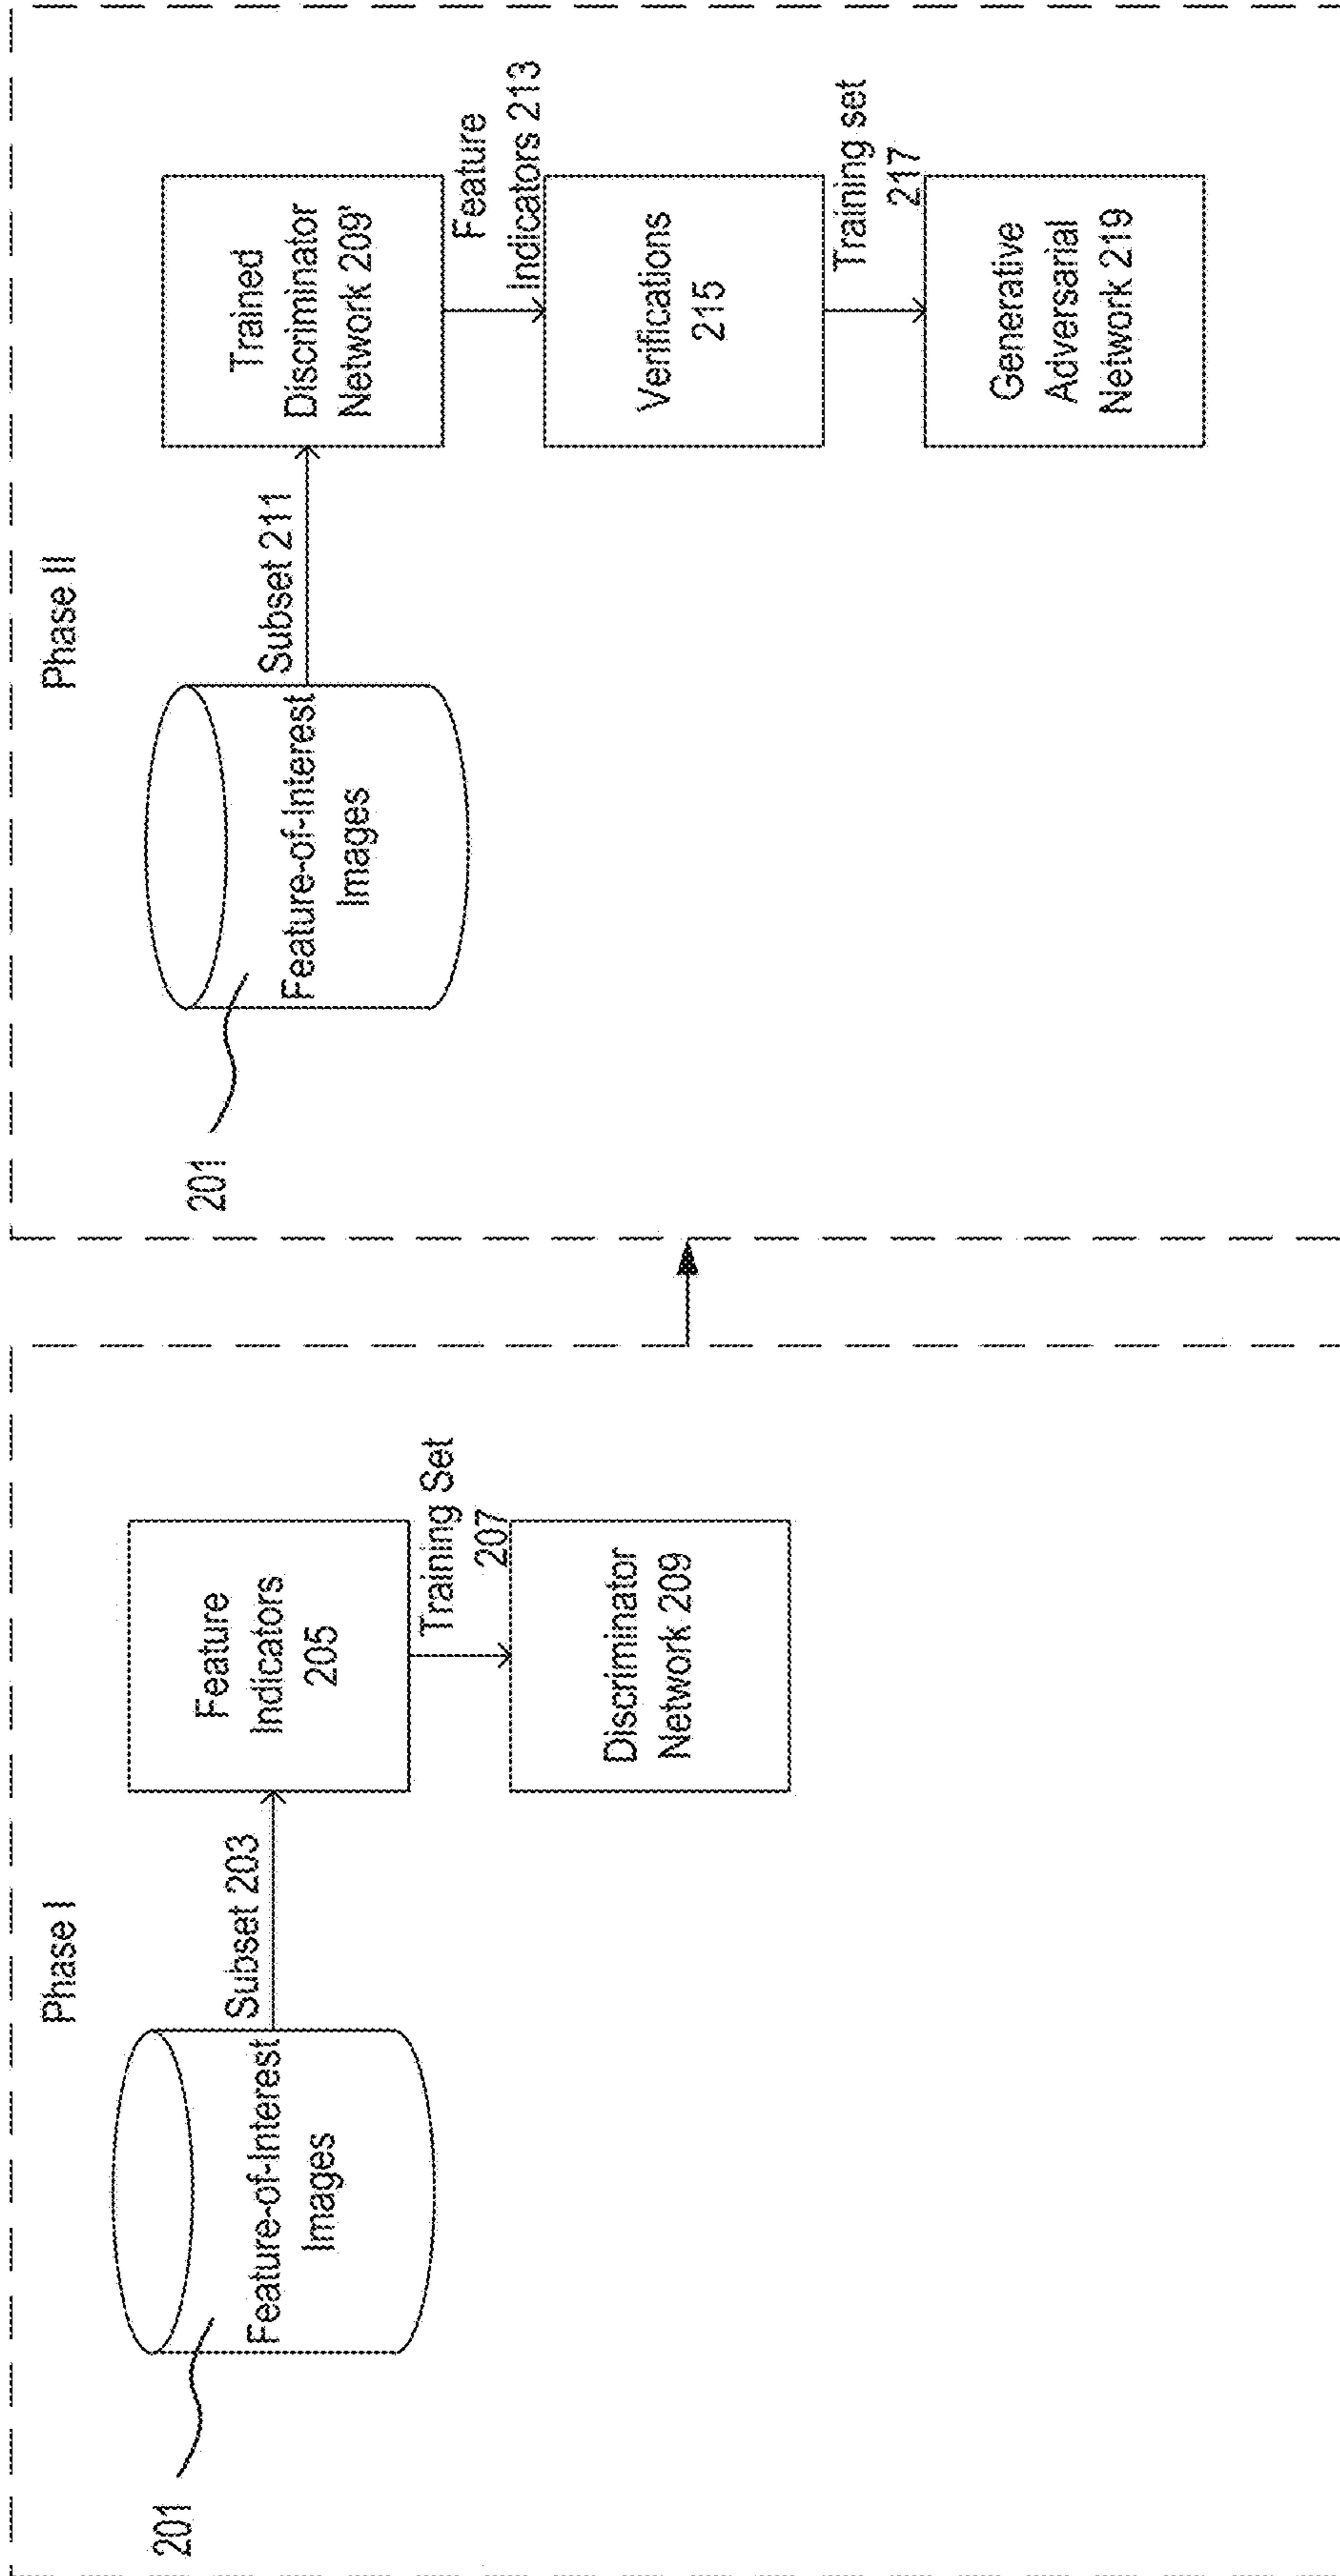 Phase I
201
Feature-of-Interest
Images
Subset 203
Feature
Indicators
205
Training Set
207
Discriminator
Network 209
Phase II
201
Feature-of-Interest
Images
Subset 211
Trained
Discriminator
Network 209'
Feature
Indicators 213
Verifications
215
Training set
217
Generative
Adversarial
Network 219